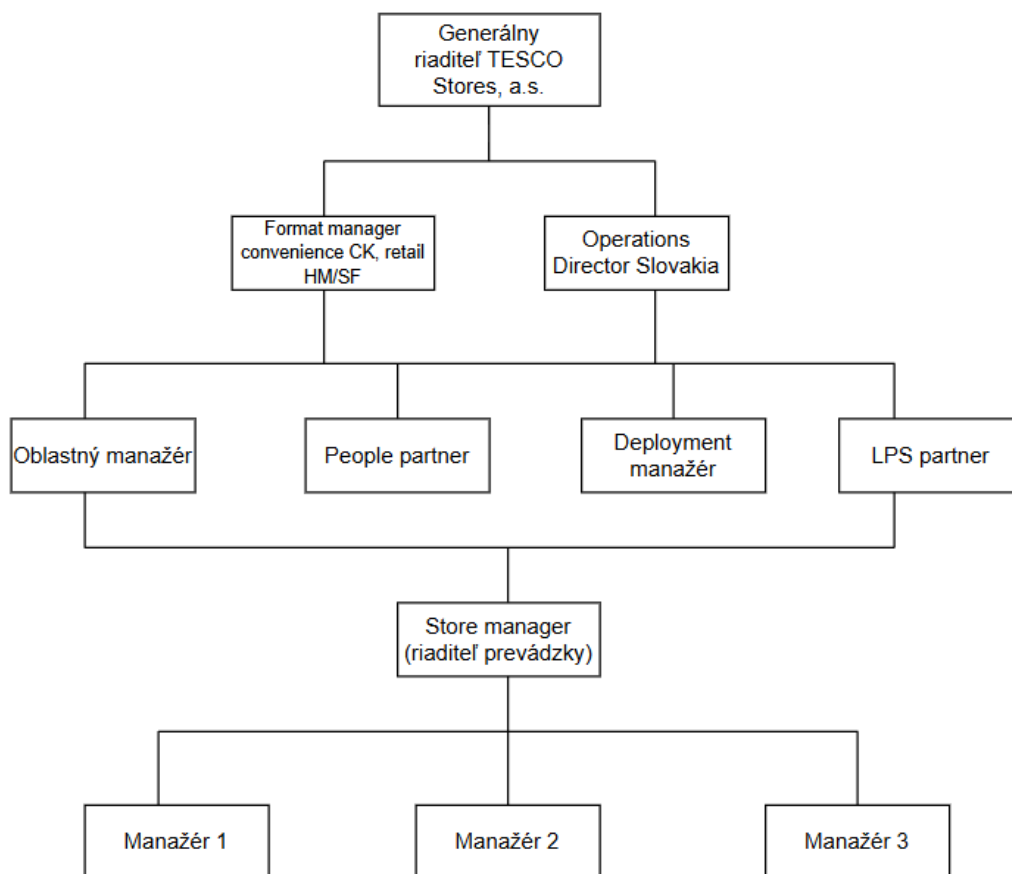 Generálny
riaditeľ TESCO
Stores, a.s.
Format manager
convenience CK, retail
HM/SF
Operations
Director Slovakia
Oblastný manažér
People partner
Deployment
manažér
LPS partner
Store manager
(riaditeľ prevádzky)
Manažér 1
Manažér 2
Manažér 3